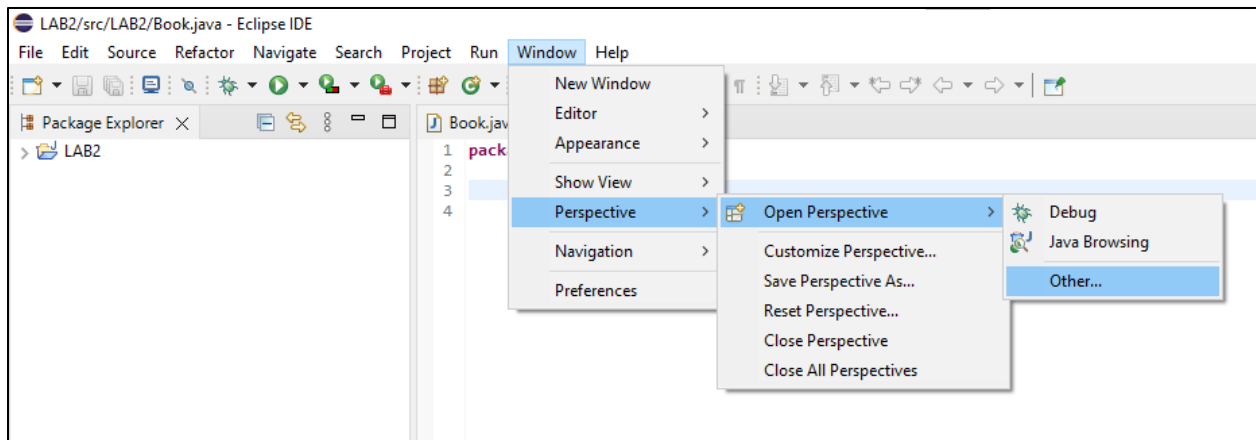 LAB2/src/LAB2/Book.java - Eclipse IDE
File Edit Source Refactor Navigate Search Project Run Window Help
Package Explorer
LAB2
Book.jav
1 pack
2
3
4
New Window
Editor
Appearance
Show View
Perspective
Navigation
Preferences
Open Perspective
Customize Perspective...
Save Perspective As...
Reset Perspective...
Close Perspective
Close All Perspectives
Debug
Java Browsing
Other...